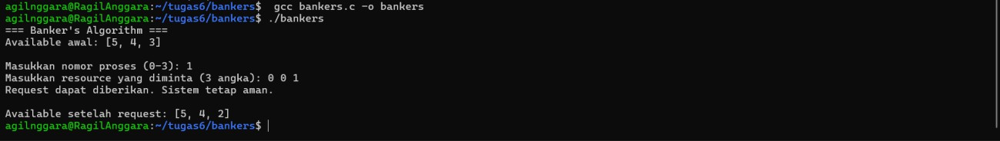 agilnggara@RagilAnggara:~/tugas6/bankers$  gcc bankers.c -o bankers
agilnggara@RagilAnggara:~/tugas6/bankers$ ./bankers
=== Banker's Algorithm ===
Available awal: [5, 4, 3]

Masukkan nomor proses (0-3): 1
Masukkan resource yang diminta (3 angka): 0 0 1
Request dapat diberikan. Sistem tetap aman.

Available setelah request: [5, 4, 2]
agilnggara@RagilAnggara:~/tugas6/bankers$